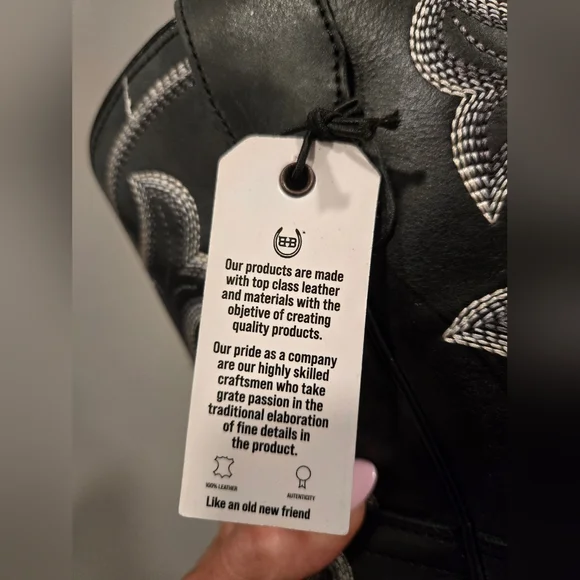 BHB™
Our products are made
with top class leather
and materials with the
objetive of creating
quality products.
Our pride as a company
are our highly skilled
craftsmen who take
grate passion in the
traditional elaboration
of fine details in
the product.
100% LEATHER
AUTENTICITY
Like an old new friend